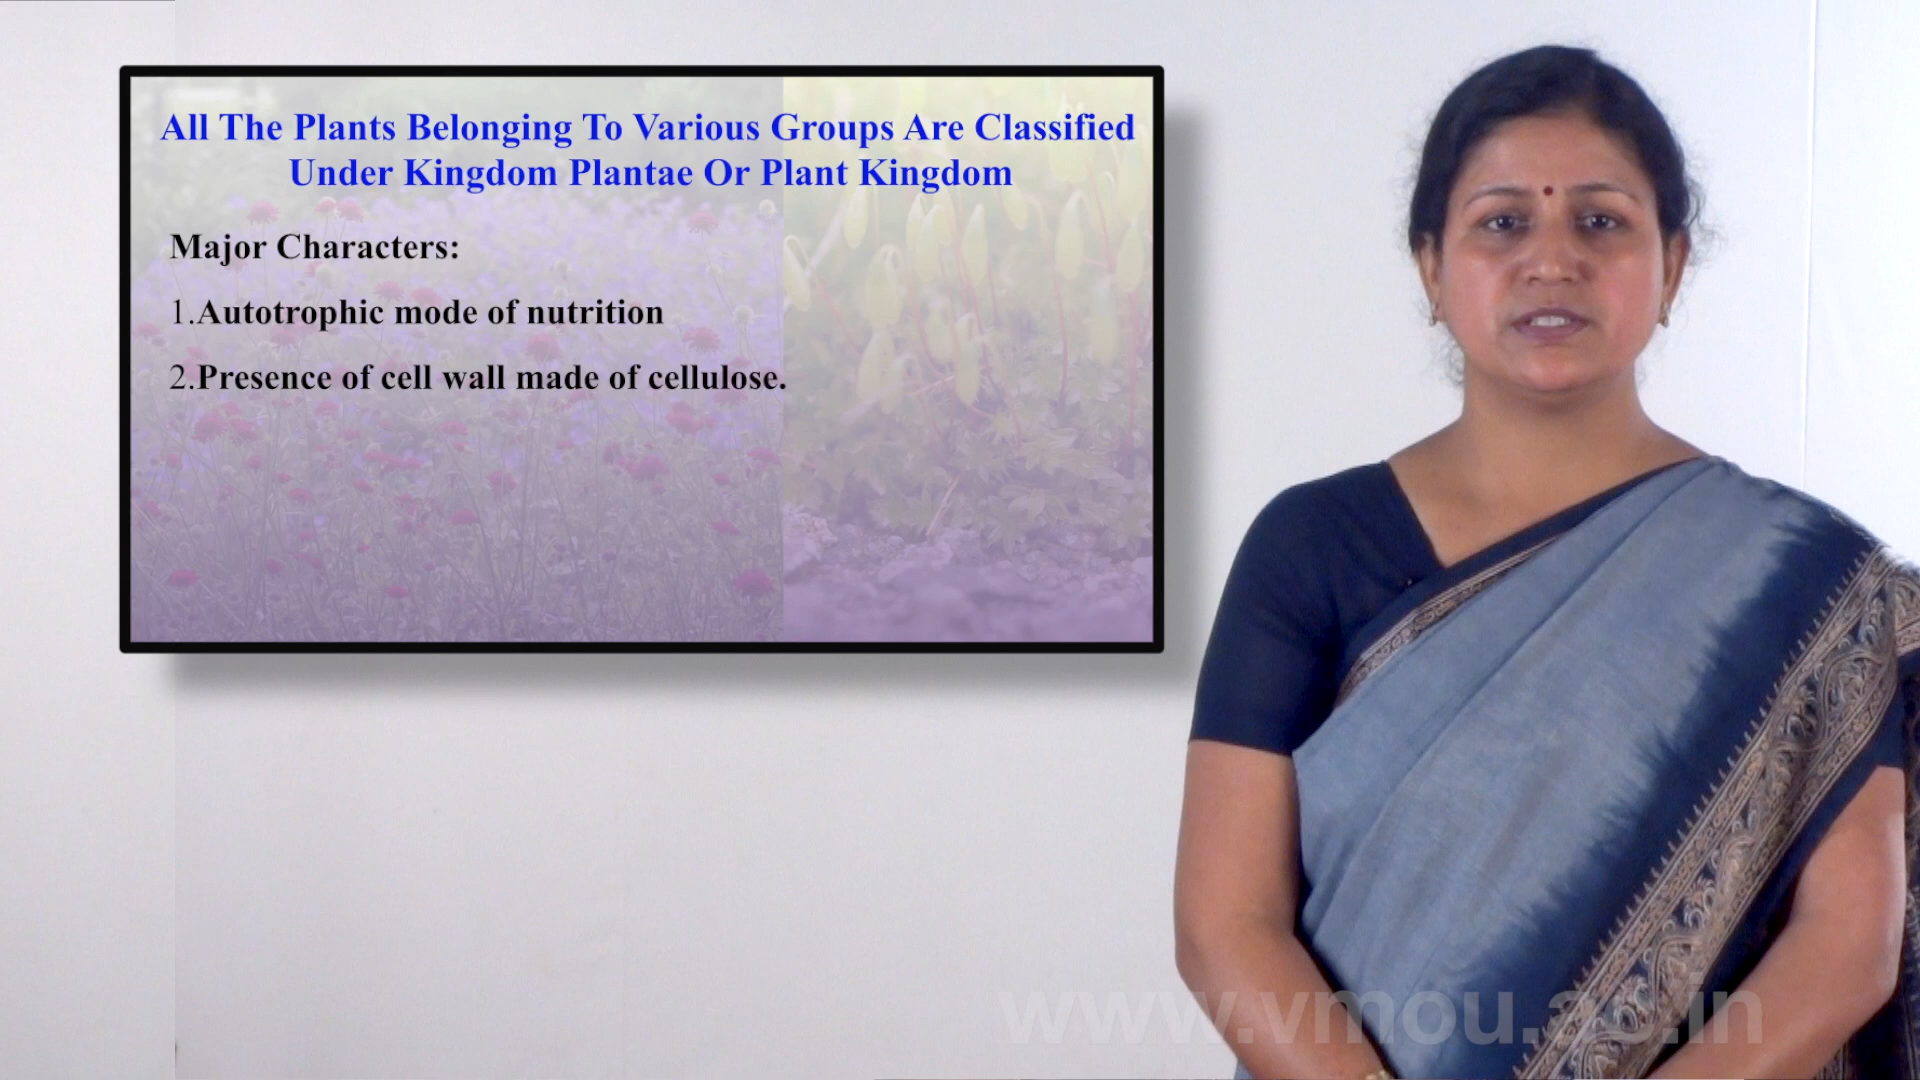 All The Plants Belonging To Various Groups Are Classified
Under Kingdom Plantae Or Plant Kingdom
Major Characters:
1.Autotrophic mode of nutrition
2.Presence of cell wall made of cellulose.
www.vmou.ac.in